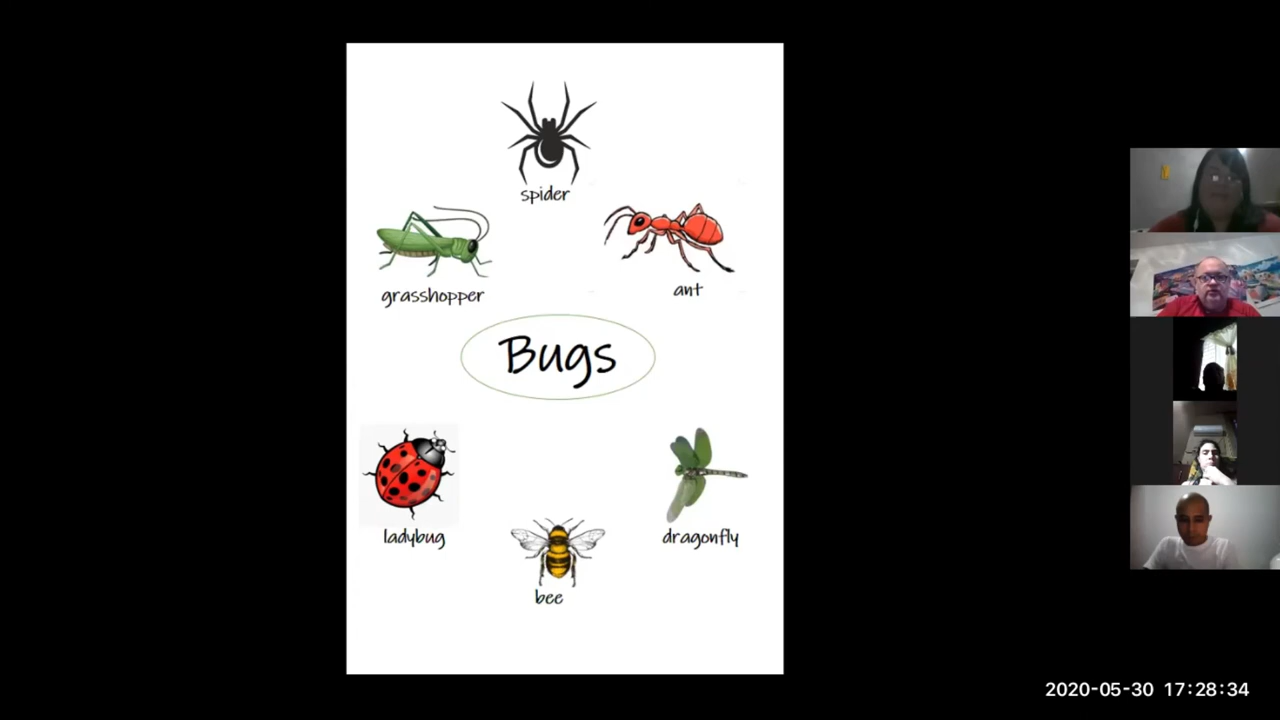 spider
grasshopper
ant
Bugs
ladybug
dragonfly
bee
2020-05-30 17:28:34